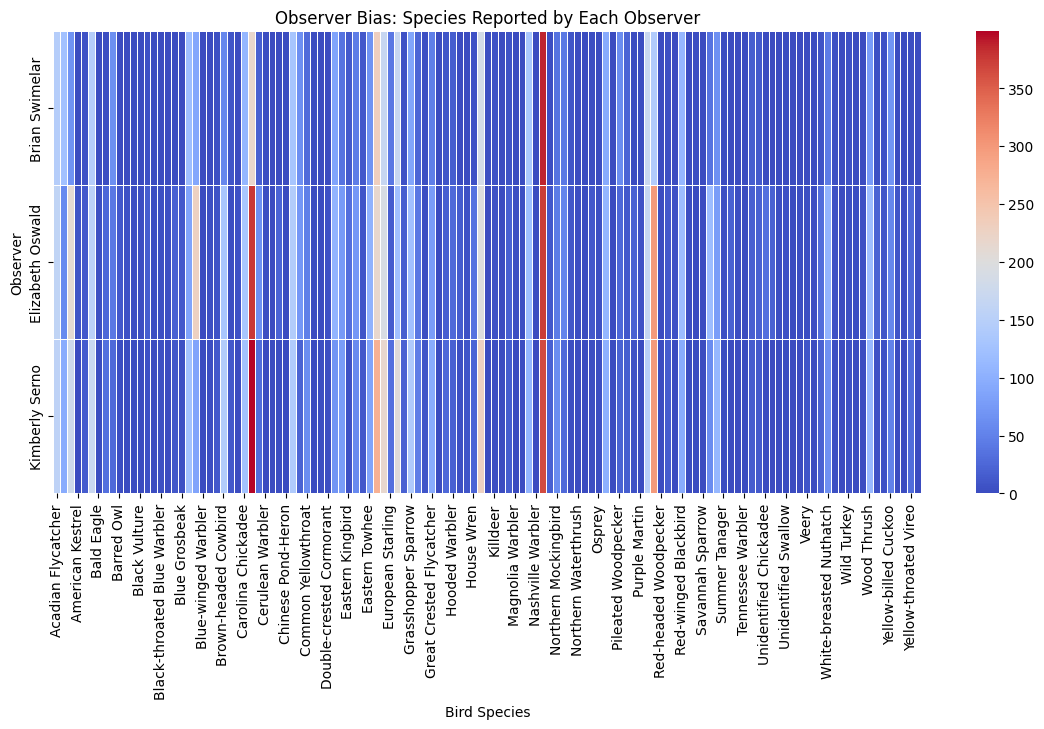 Observer Bias: Species Reported by Each Observer
Observer
Brian Swimelar
Elizabeth Oswald
Kimberly Serno
350
300
250
200
150
100
50
0
Acadian Flycatcher
American Kestrel
Bald Eagle
Barred Owl
Black Vulture
Black-throated Blue Warbler
Blue Grosbeak
Blue-winged Warbler
Brown-headed Cowbird
Carolina Chickadee
Cerulean Warbler
Chinese Pond-Heron
Common Yellowthroat
Double-crested Cormorant
Eastern Kingbird
Eastern Towhee
European Starling
Grasshopper Sparrow
Great Crested Flycatcher
Hooded Warbler
House Wren
Killdeer
Magnolia Warbler
Nashville Warbler
Northern Mockingbird
Northern Waterthrush
Osprey
Pileated Woodpecker
Purple Martin
Red-headed Woodpecker
Red-winged Blackbird
Savannah Sparrow
Summer Tanager
Tennessee Warbler
Unidentified Chickadee
Unidentified Swallow
Veery
White-breasted Nuthatch
Wild Turkey
Wood Thrush
Yellow-billed Cuckoo
Yellow-throated Vireo
Bird Species